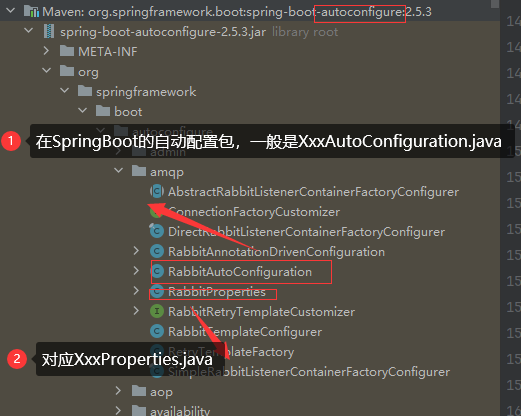 Maven: org.springframework.boot:spring-boot-autoconfigure:2.5.3
spring-boot-autoconfigure-2.5.3.jar library root
META-INF
org
springframework
boot
autoconfigure
1 在SpringBoot的自动配置包，一般是XxxAutoConfiguration.java
admin
amqp
AbstractRabbitListenerContainerFactoryConfigurer
ConnectionFactoryCustomizer
DirectRabbitListenerContainerFactoryConfigurer
RabbitAnnotationDrivenConfiguration
RabbitAutoConfiguration
RabbitProperties
RabbitRetryTemplateCustomizer
RabbitTemplateConfigurer
2 对应XxxProperties.java
RetryTemplateFactory
SimpleRabbitListenerContainerFactoryConfigurer
aop
availability